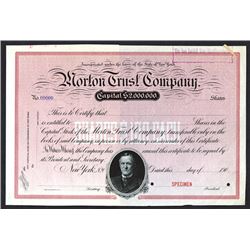 Incorporated under the Laws of the State of New York.
Morton Trust Company.
Capital $2,000,000.
No. 00000
Shares
This is to Certify that
is entitled to Shares in the
Capital Stock of the Morton Trust Company, transferable only on the
books of said Company in person or by attorney on surrender of this certificate.
In Witness Whereof, the Company has caused this certificate to be signed by
its President and Secretary.
New York, N.Y. this day of 190
Secretary. President.
SPECIMEN